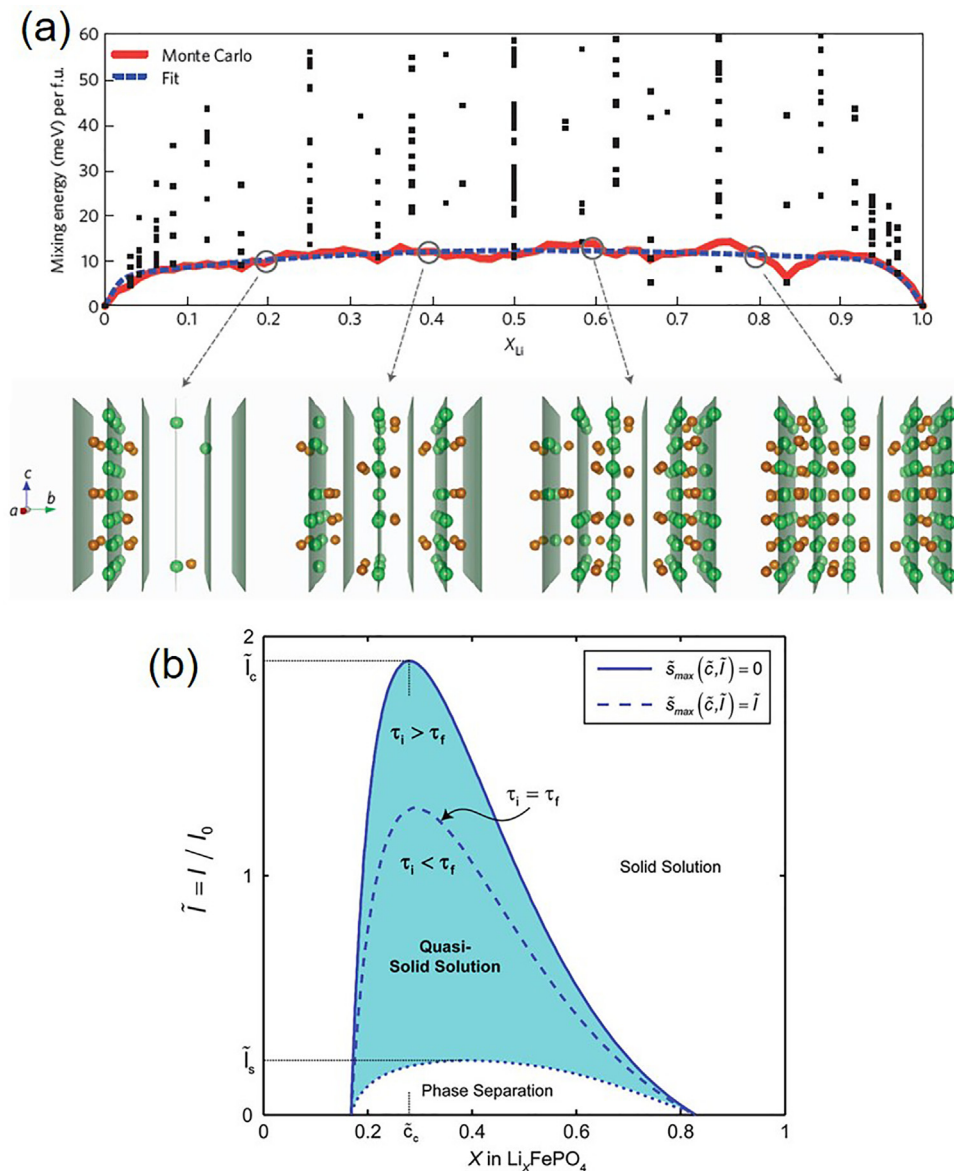 (a)
60
50
40
30
20
10
0
Mixing energy (meV) per f.u.
Monte Carlo
Fit
0 0.1 0.2 0.3 0.4 0.5 0.6 0.7 0.8 0.9 1.0
X_Li
c
a b
(b)
2
Ĩ_c
1
Ĩ_s
0
Ĩ = I / I₀
s̃_max (c̃,Ĩ) = 0
s̃_max (c̃,Ĩ) = Ĩ
τ_i > τ_f
τ_i = τ_f
τ_i < τ_f
Solid Solution
Quasi-
Solid Solution
Phase Separation
c̃_c
0 0.2 0.4 0.6 0.8 1
X in Li_XFePO₄